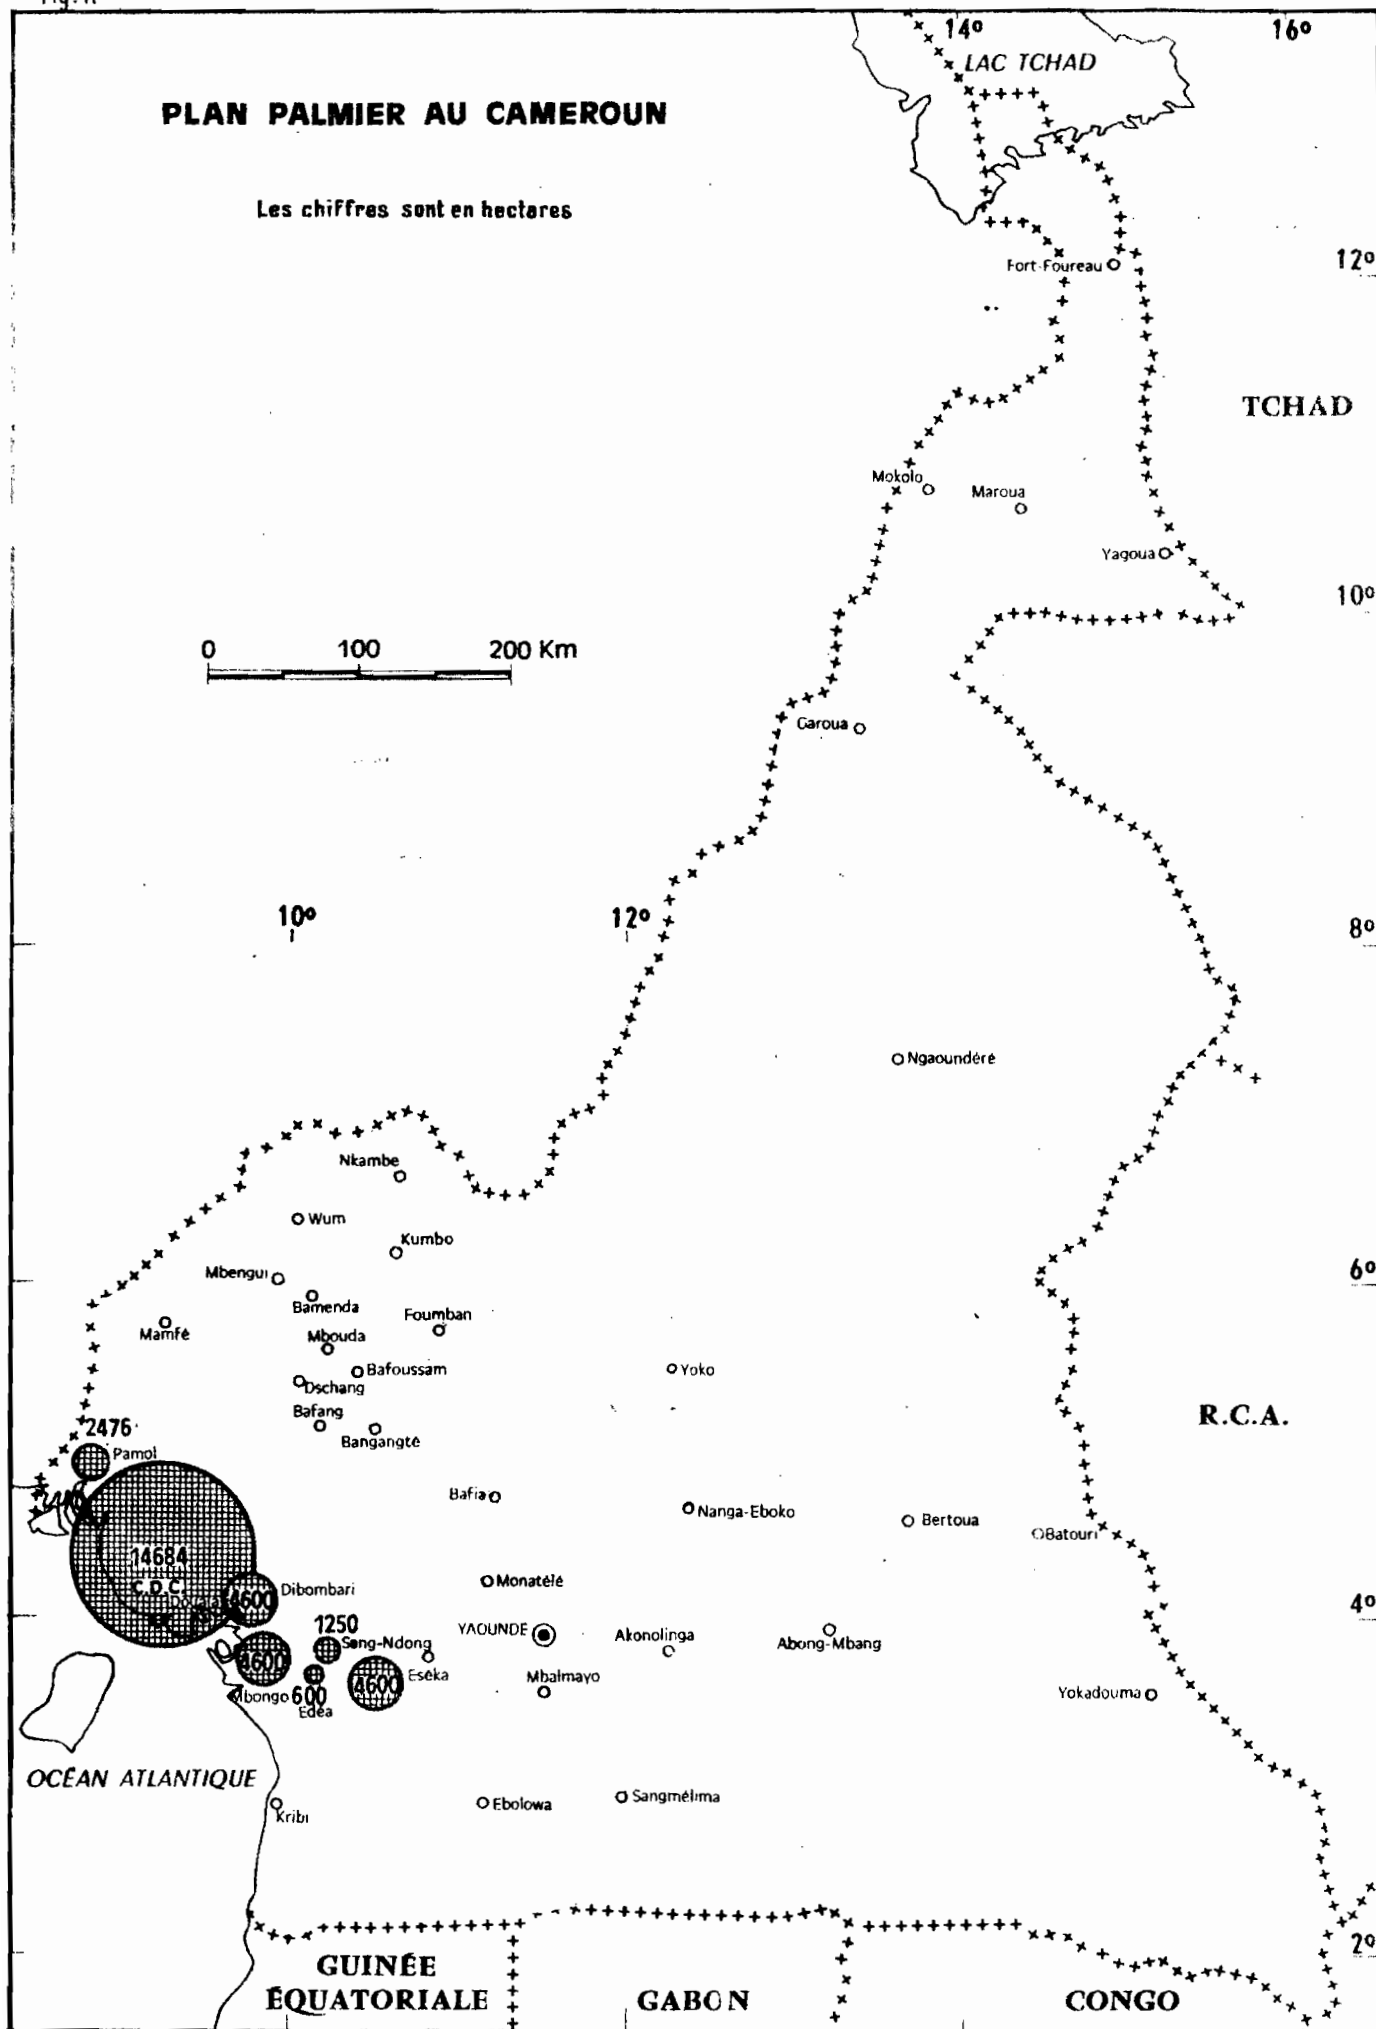 14°
16°
LAC TCHAD
PLAN PALMIER AU CAMEROUN
Les chiffres sont en hectares
Fort-Foureau
12°
TCHAD
Mokolo
Maroua
Yagoua
10°
0 100 200 Km
Garoua
10°
12°
8°
Ngaoundéré
Nkambe
Wum
Kumbo
Mbengui
6°
Bamenda
Foumban
Mamfé
Mbouda
Yoko
Bafoussam
Dschang
Bafang
R.C.A.
2476
Bangangté
Pamol
Bafia
Nanga-Eboko
Bertoua
Batouri
14684
C.D.C.
Monatélé
Dibombari
Douala
4600
4°
1250
YAOUNDE
Akonolinga
Abong-Mbang
Song-Ndong
4600
Eséka
Mbalmayo
4600
Mbongo
600
Yokadouma
Edéa
OCÉAN ATLANTIQUE
Kribi
Ebolowa
Sangmélima
2°
GUINÉE
ÉQUATORIALE
GABON
CONGO